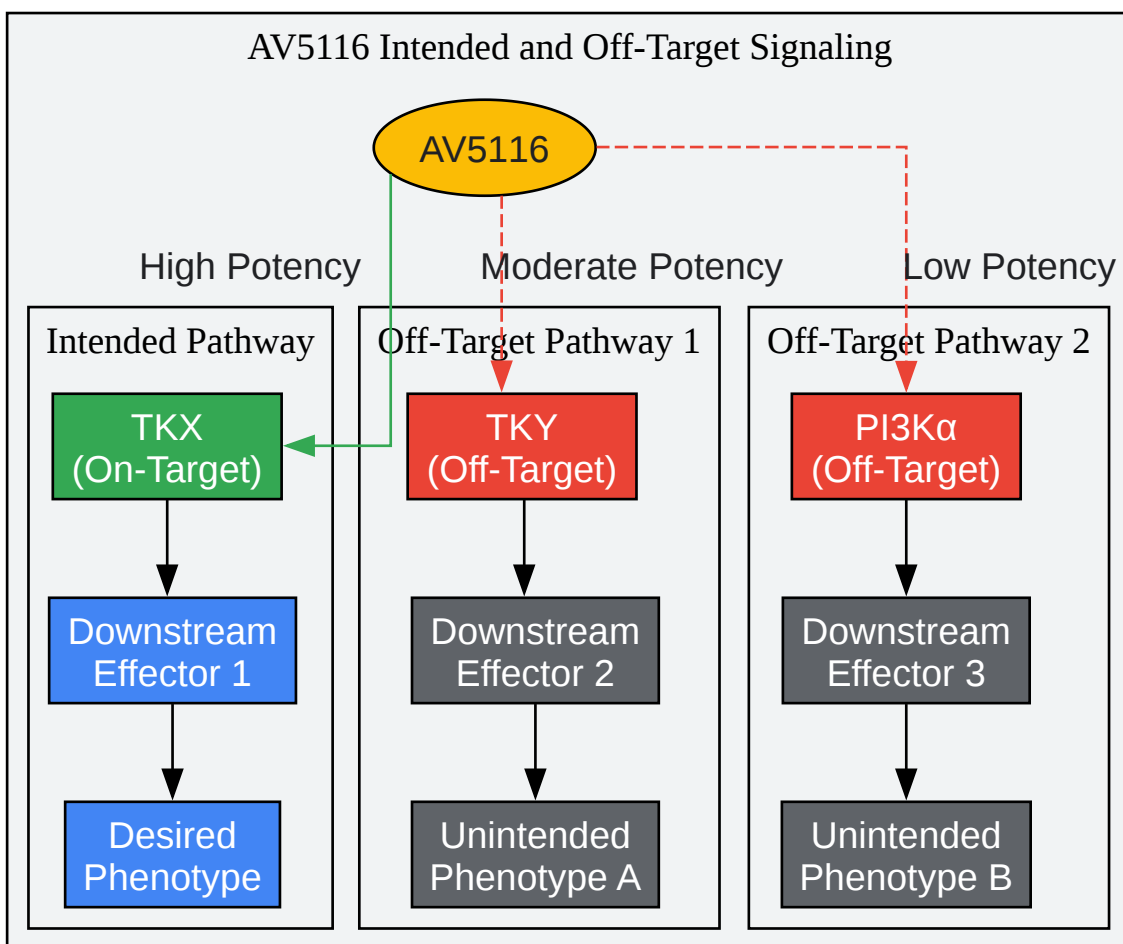 AV5116 Intended and Off-Target Signaling
AV5116
High Potency
Moderate Potency
Low Potency
Intended Pathway
Off-Target Pathway 1
Off-Target Pathway 2
TKX
(On-Target)
TKY
(Off-Target)
PI3Kα
(Off-Target)
Downstream
Effector 1
Downstream
Effector 2
Downstream
Effector 3
Desired
Phenotype
Unintended
Phenotype A
Unintended
Phenotype B